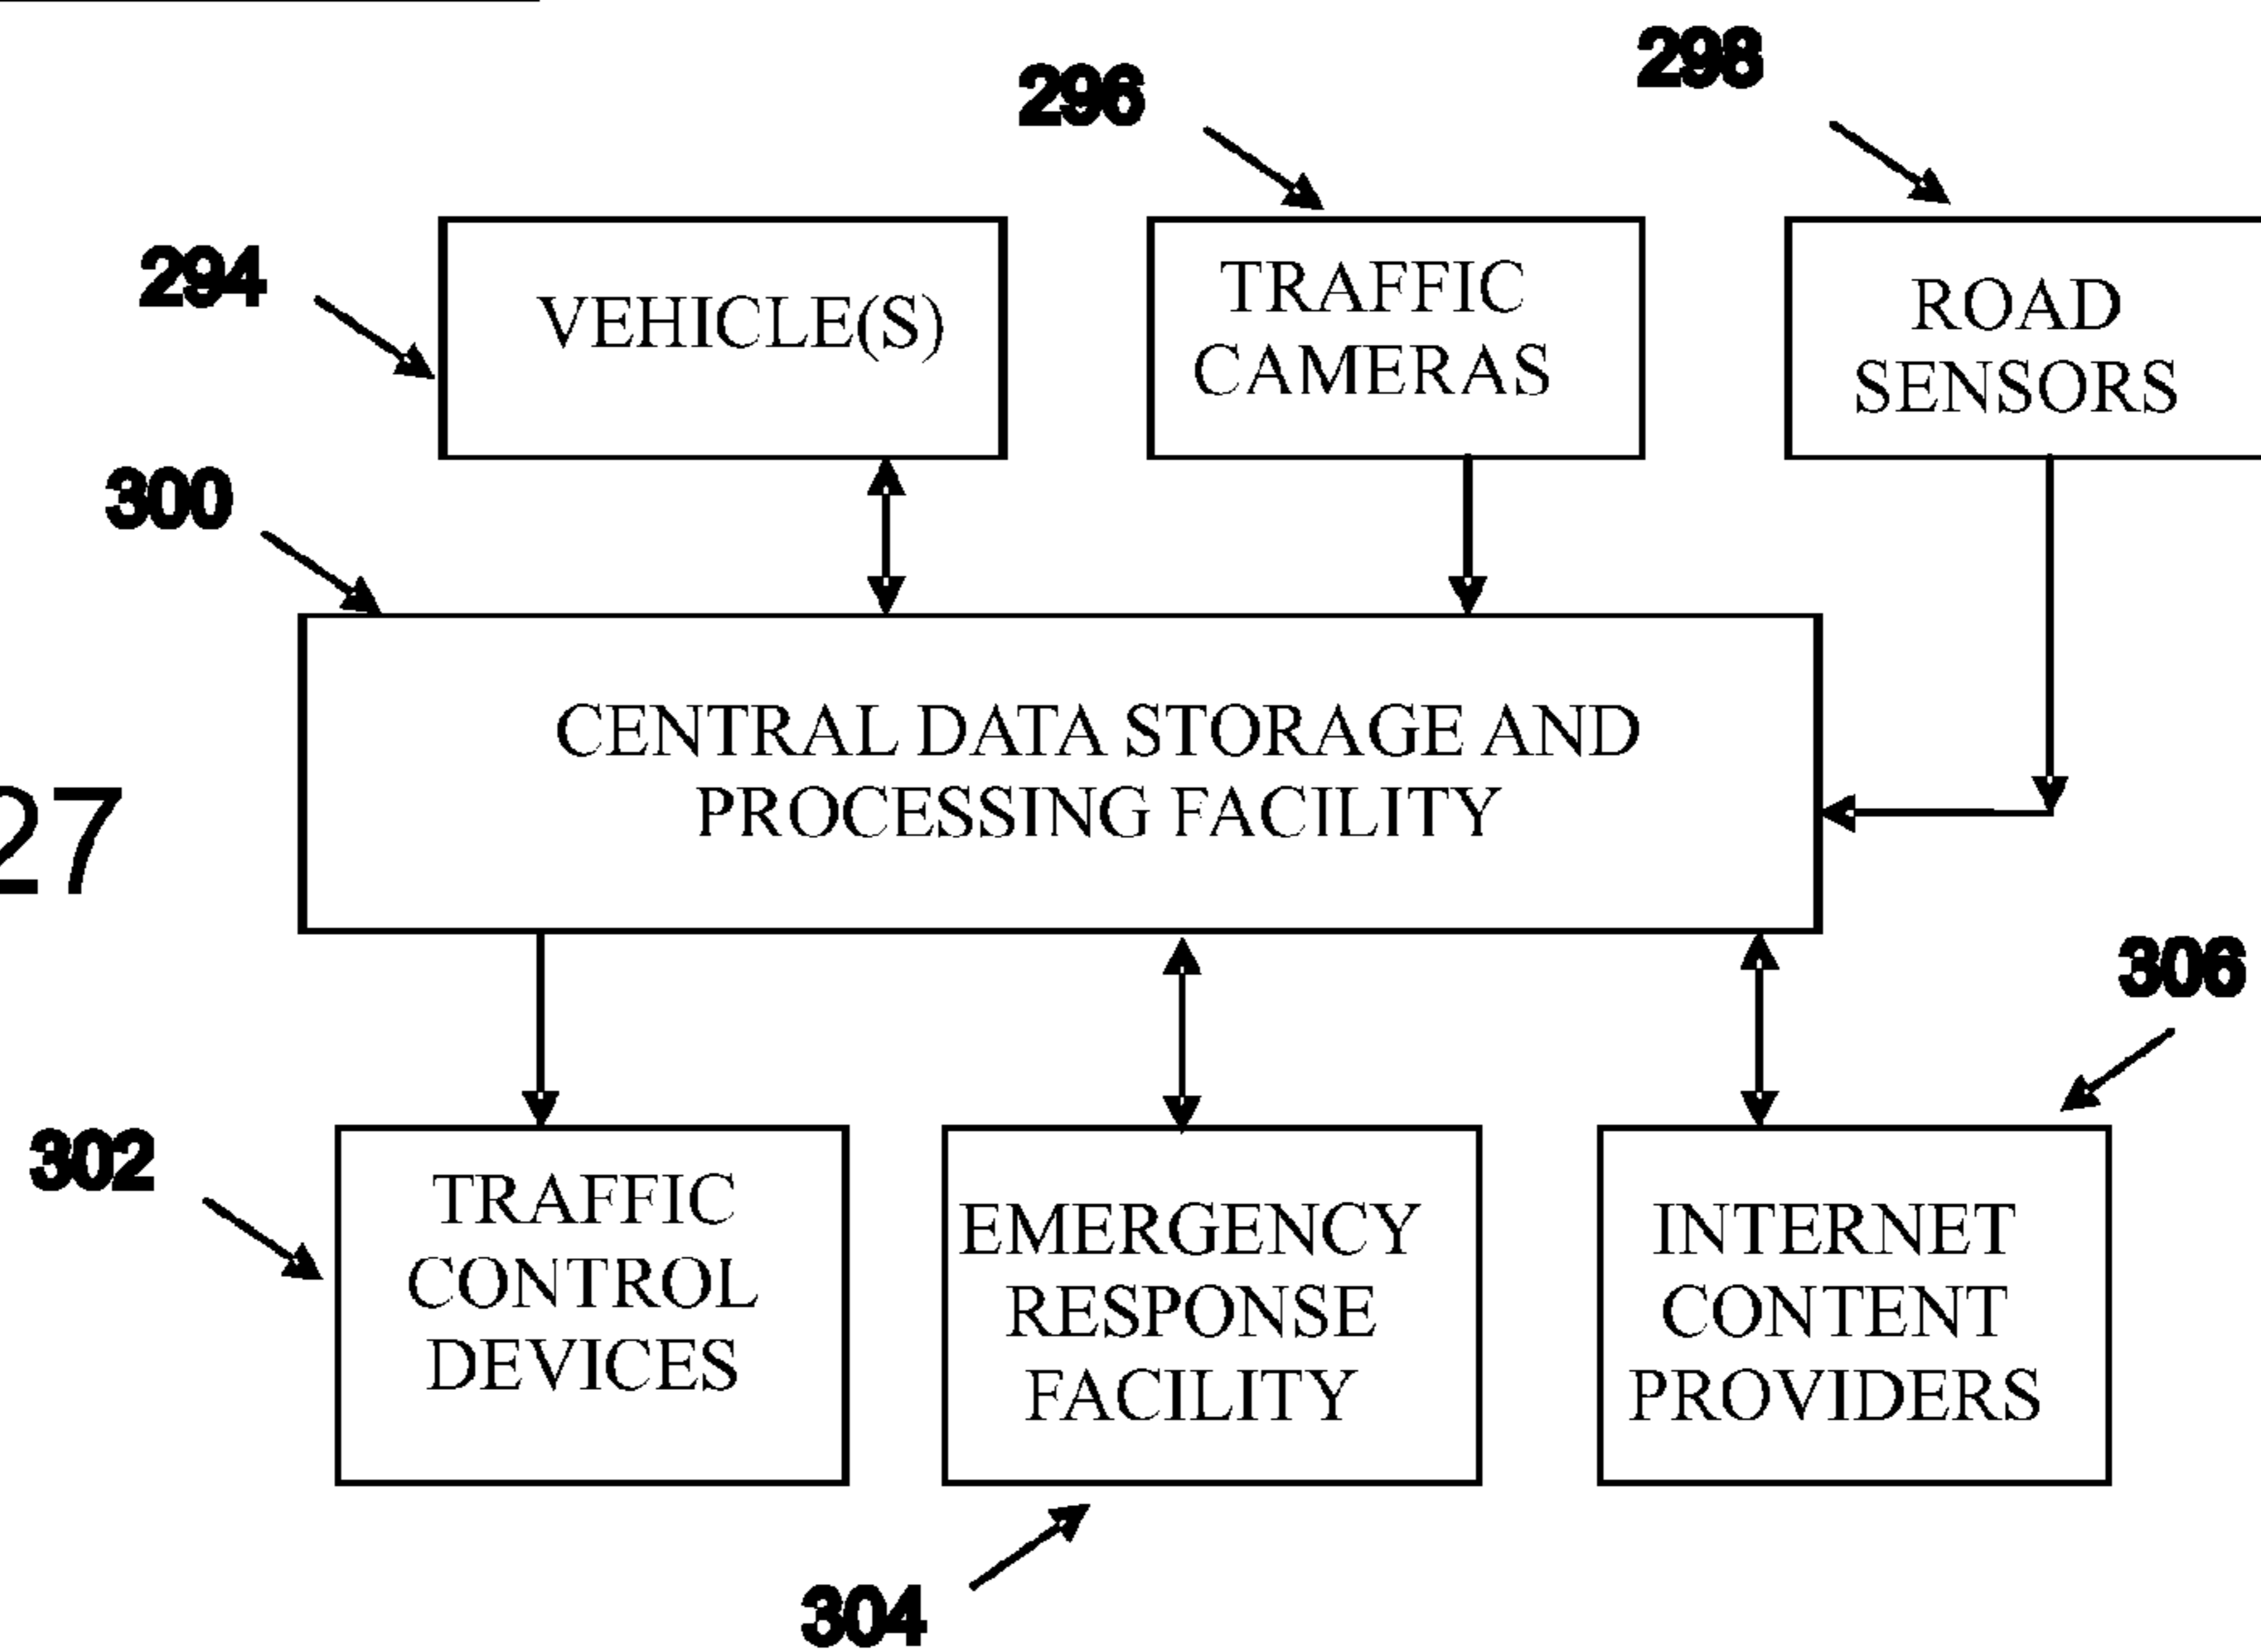 298
296
294
VEHICLE(S)
TRAFFIC
CAMERAS
ROAD
SENSORS
300
CENTRAL DATA STORAGE AND
PROCESSING FACILITY
27
306
302
TRAFFIC
CONTROL
DEVICES
EMERGENCY
RESPONSE
FACILITY
INTERNET
CONTENT
PROVIDERS
304